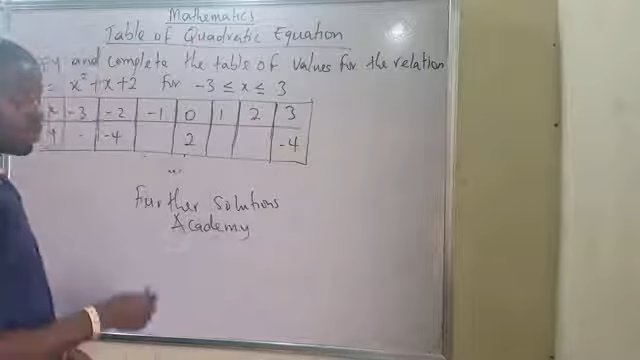 Mathematics
Table of Quadratic Equation
and complete the table of values for the relation
= x² + x + 2 for -3 ≤ x ≤ 3
x -3 -2 -1 0 1 2 3
Y - -4 2 -4
Further Solutions
Academy